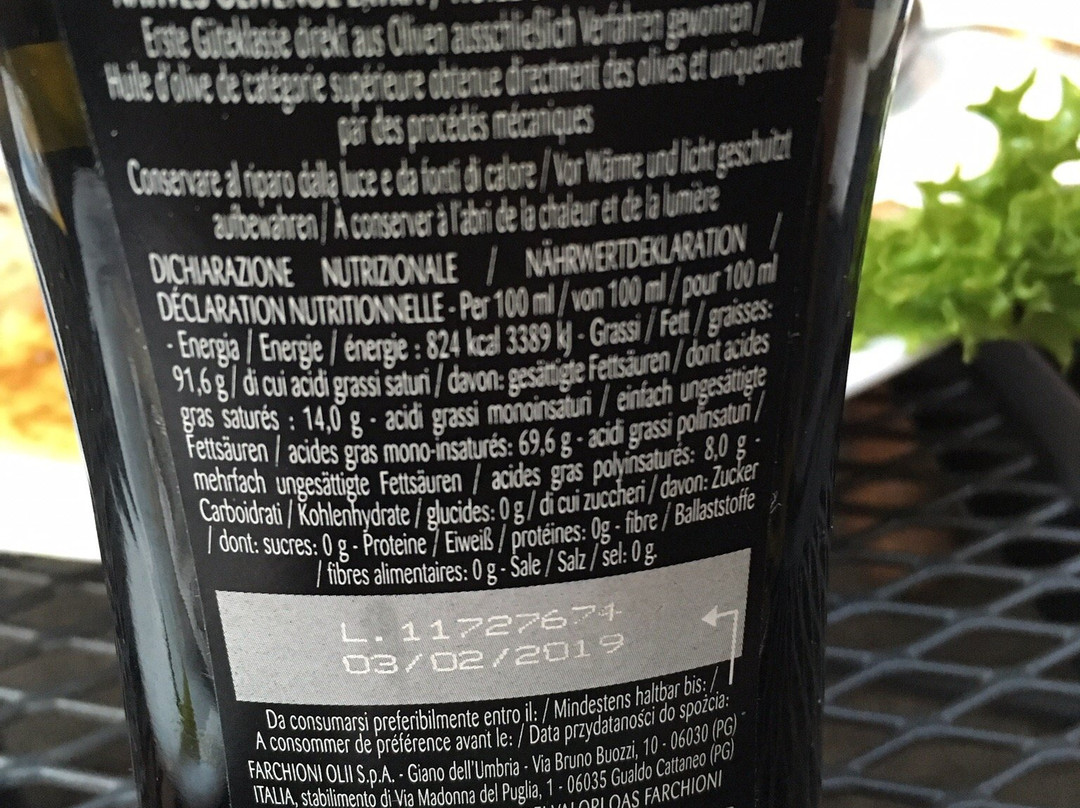 NATIVES OLIVENÖL EXTRA /
Erste Güteklasse direkt aus Oliven ausschließlich Verfahren gewonnen /
Huile d'olive de catégorie supérieure obtenue directment des olives et uniquement
par des procédés mécaniques
Conservare al riparo dalla luce e da fonti di calore / Vor Wärme und licht geschützt
aufbewahren / À conserver à l'abri de la chaleur et de la lumière
DICHIARAZIONE NUTRIZIONALE / NÄHRWERTDEKLARATION /
DÉCLARATION NUTRITIONNELLE - Per 100 ml / von 100 ml / pour 100 ml
- Energia / Energie / énergie : 824 kcal 3389 kj - Grassi / Fett / graisses:
91,6 g / di cui acidi grassi saturi / davon: gesättigte Fettsäuren / dont acides
gras saturés : 14,0 g - acidi grassi monoinsaturi / einfach ungesättigte
Fettsäuren / acides gras mono-insaturés: 69,6 g - acidi grassi polinsaturi /
mehrfach ungesättigte Fettsäuren / acides gras polyinsaturés: 8,0 g -
Carboidrati / Kohlenhydrate / glucides: 0 g / di cui zuccheri / davon: Zucker
/ dont: sucres: 0 g - Proteine / Eiweiß / protéines: 0g - fibre / Ballaststoffe
/ fibres alimentaires: 0 g - Sale / Salz / sel: 0 g.
L.11727674
03/02/2019
Da consumarsi preferibilmente entro il: / Mindestens haltbar bis: /
A consommer de préférence avant le: / Data przydataności do spożcia:
FARCHIONI OLII S.p.A. - Giano dell'Umbria - Via Bruno Buozzi, 10 - 06030 (PG)
ITALIA, stabilimento di Via Madonna del Puglia, 1 - 06035 Gualdo Cattaneo (PG)
FARCHIONI